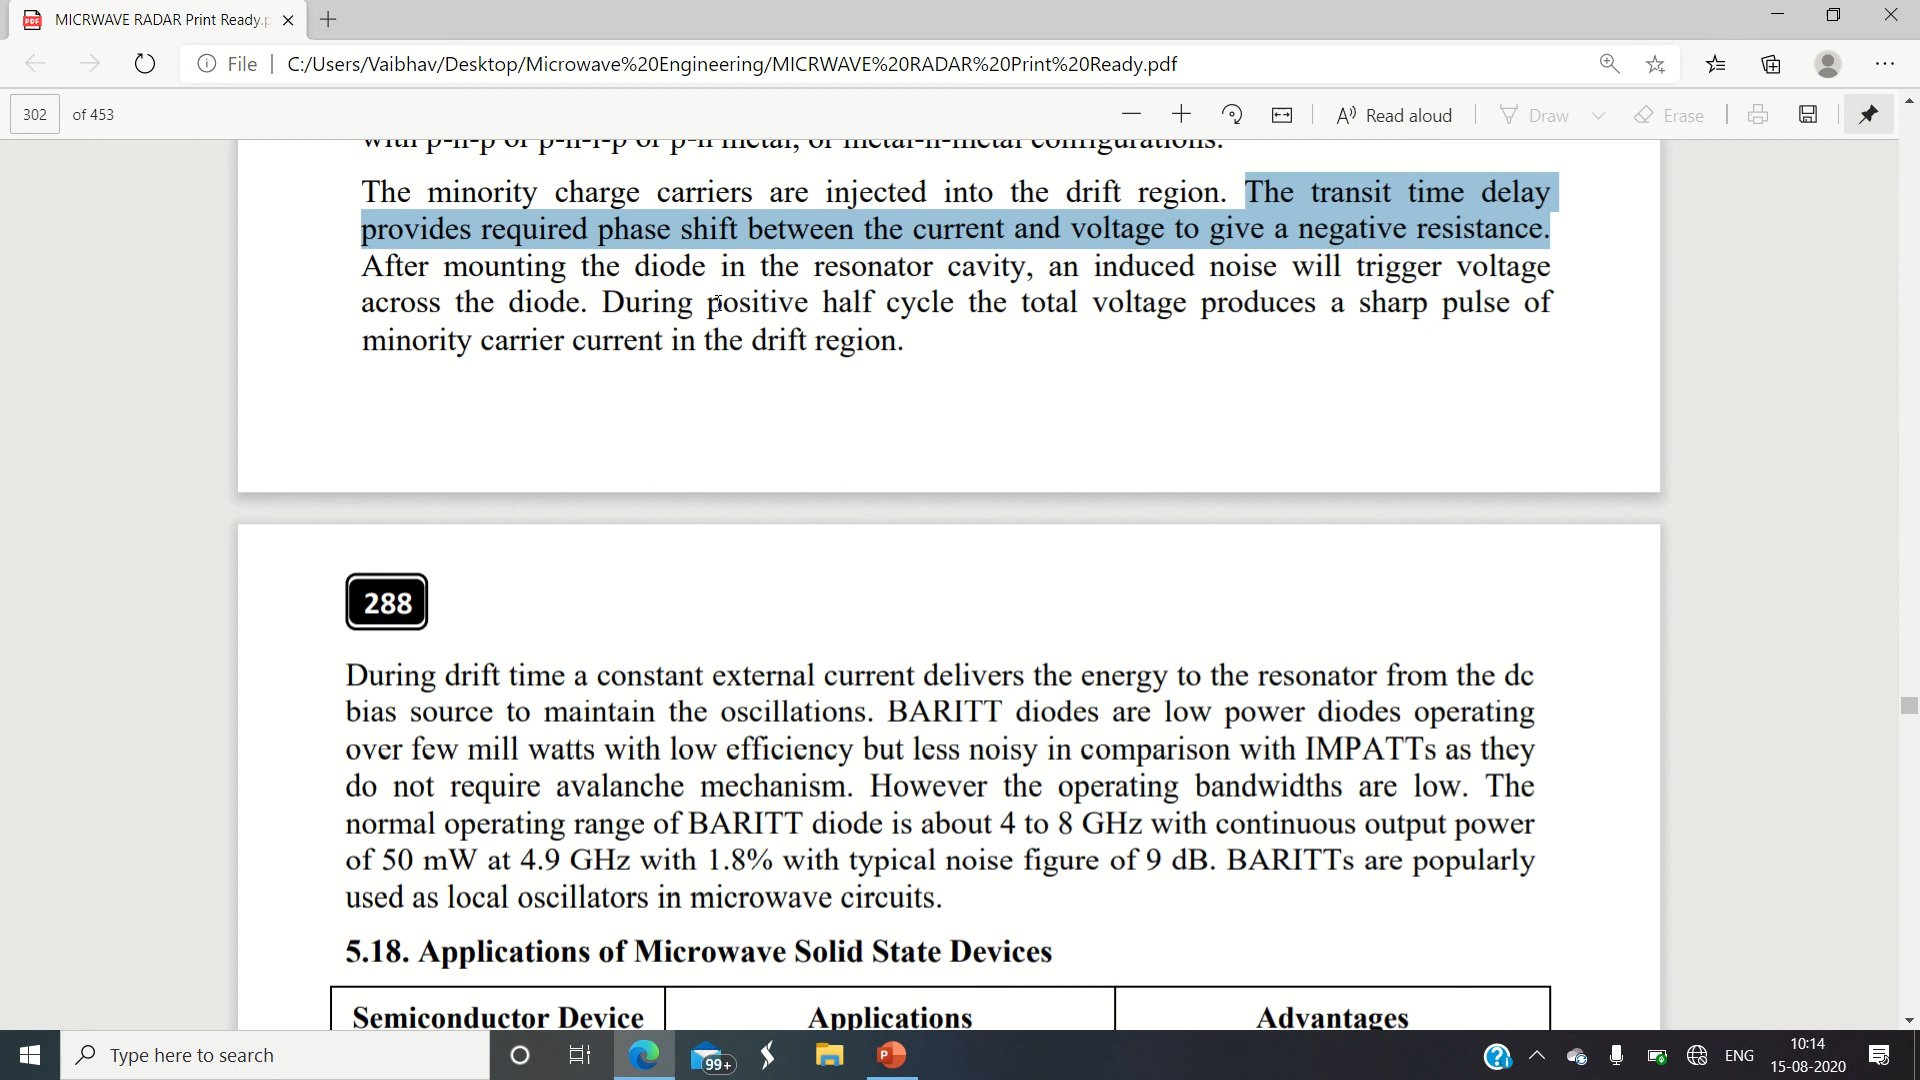 MICRWAVE RADAR Print Ready.p
File
C:/Users/Vaibhav/Desktop/Microwave%20Engineering/MICRWAVE%20RADAR%20Print%20Ready.pdf
302 of 453
Read aloud
Draw
Erase
with p-n-p or p-n-i-p or p-n metal, or metal-n-metal configurations.
The minority charge carriers are injected into the drift region. The transit time delay
provides required phase shift between the current and voltage to give a negative resistance.
After mounting the diode in the resonator cavity, an induced noise will trigger voltage
across the diode. During positive half cycle the total voltage produces a sharp pulse of
minority carrier current in the drift region.
288
During drift time a constant external current delivers the energy to the resonator from the dc
bias source to maintain the oscillations. BARITT diodes are low power diodes operating
over few mill watts with low efficiency but less noisy in comparison with IMPATTs as they
do not require avalanche mechanism. However the operating bandwidths are low. The
normal operating range of BARITT diode is about 4 to 8 GHz with continuous output power
of 50 mW at 4.9 GHz with 1.8% with typical noise figure of 9 dB. BARITTs are popularly
used as local oscillators in microwave circuits.
5.18. Applications of Microwave Solid State Devices
Semiconductor Device Applications Advantages
Type here to search
99+
ENG
10:14
15-08-2020